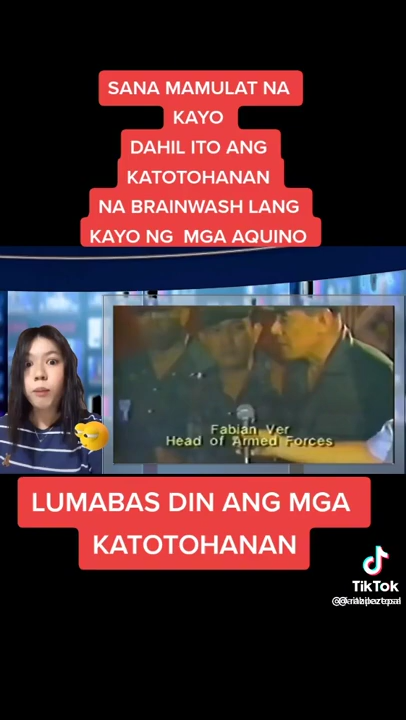 SANA MAMULAT NA
KAYO
DAHIL ITO ANG
KATOTOHANAN
NA BRAINWASH LANG
KAYO NG MGA AQUINO
Fabian Ver
Head of Armed Forces
LUMABAS DIN ANG MGA
KATOTOHANAN
TikTok